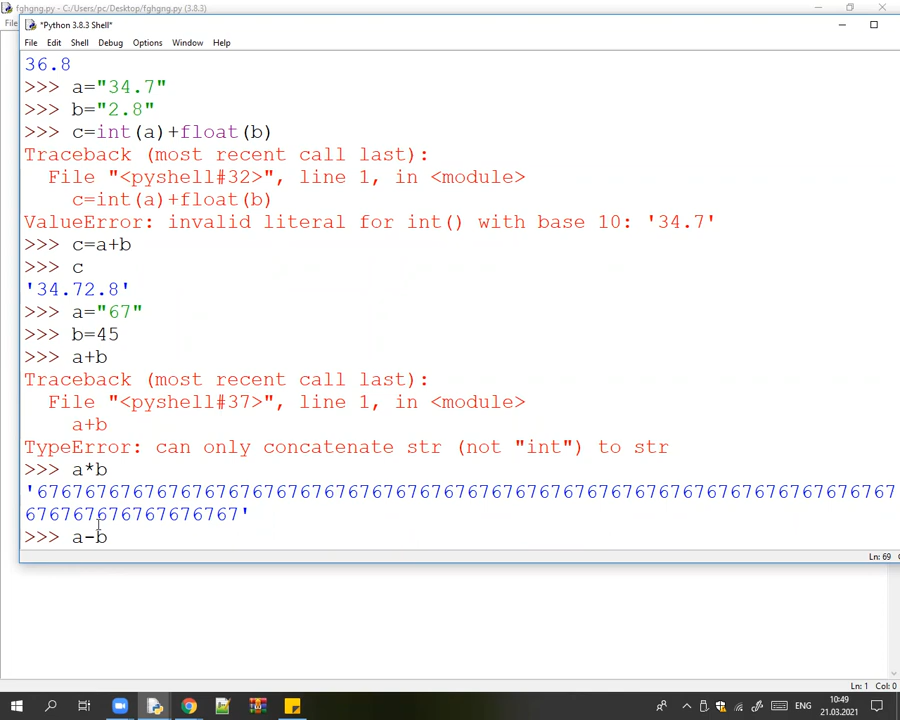 fghgng.py - C:/Users/pc/Desktop/fghgng.py (3.8.3)
File
*Python 3.8.3 Shell*
File Edit Shell Debug Options Window Help
36.8
>>> a="34.7"
>>> b="2.8"
>>> c=int(a)+float(b)
Traceback (most recent call last):
  File "<pyshell#32>", line 1, in <module>
    c=int(a)+float(b)
ValueError: invalid literal for int() with base 10: '34.7'
>>> c=a+b
>>> c
'34.72.8'
>>> a="67"
>>> b=45
>>> a+b
Traceback (most recent call last):
  File "<pyshell#37>", line 1, in <module>
    a+b
TypeError: can only concatenate str (not "int") to str
>>> a*b
'676767676767676767676767676767676767676767676767676767676767676767676767
676767676767676767'
>>> a-b
Ln: 69
Ln: 1 Col: 0
ENG
10:49
21.03.2021